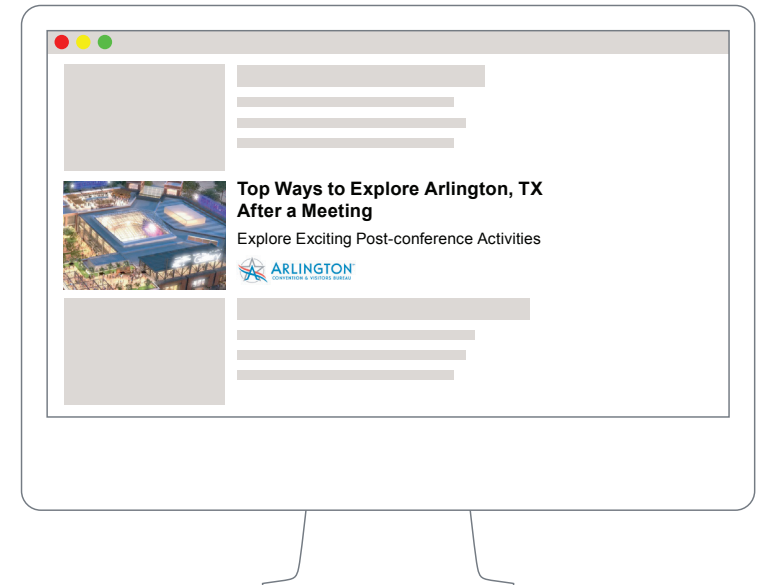 Top Ways to Explore Arlington, TX
After a Meeting
Explore Exciting Post-conference Activities
ARLINGTON
CONVENTION & VISITORS BUREAU